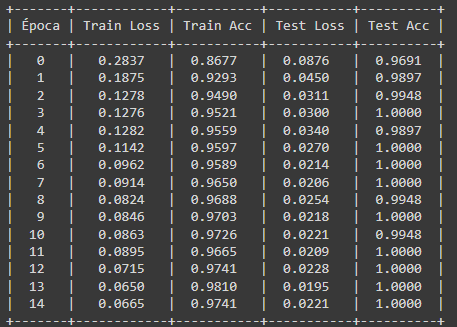 +-------+------------+-----------+-----------+----------+
| Época | Train Loss | Train Acc | Test Loss | Test Acc |
+-------+------------+-----------+-----------+----------+
| 0 | 0.2837 | 0.8677 | 0.0876 | 0.9691 |
| 1 | 0.1875 | 0.9293 | 0.0450 | 0.9897 |
| 2 | 0.1278 | 0.9490 | 0.0311 | 0.9948 |
| 3 | 0.1276 | 0.9521 | 0.0300 | 1.0000 |
| 4 | 0.1282 | 0.9559 | 0.0340 | 0.9897 |
| 5 | 0.1142 | 0.9597 | 0.0270 | 1.0000 |
| 6 | 0.0962 | 0.9589 | 0.0214 | 1.0000 |
| 7 | 0.0914 | 0.9650 | 0.0206 | 1.0000 |
| 8 | 0.0824 | 0.9688 | 0.0254 | 0.9948 |
| 9 | 0.0846 | 0.9703 | 0.0218 | 1.0000 |
| 10 | 0.0863 | 0.9726 | 0.0221 | 0.9948 |
| 11 | 0.0895 | 0.9665 | 0.0209 | 1.0000 |
| 12 | 0.0715 | 0.9741 | 0.0228 | 1.0000 |
| 13 | 0.0650 | 0.9810 | 0.0195 | 1.0000 |
| 14 | 0.0665 | 0.9741 | 0.0221 | 1.0000 |
+-------+------------+-----------+-----------+----------+